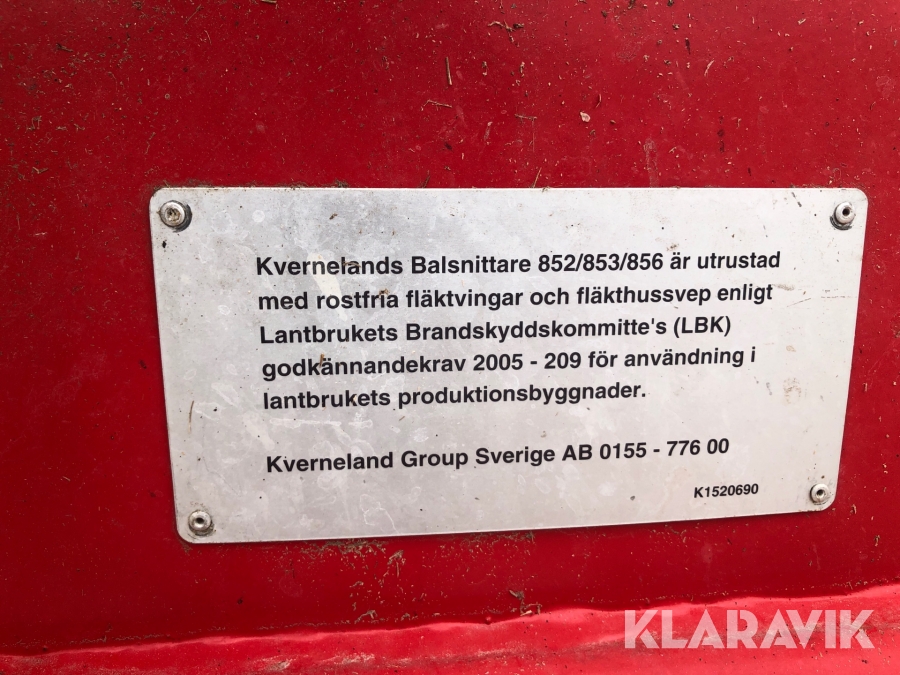 Kvernelands Balsnittare 852/853/856 är utrustad
med rostfria fläktvingar och fläkthussvep enligt
Lantbrukets Brandskyddskommitte's (LBK)
godkännandekrav 2005 - 209 för användning i
lantbrukets produktionsbyggnader.
Kverneland Group Sverige AB 0155 - 776 00
K1520690
KLARAVIK